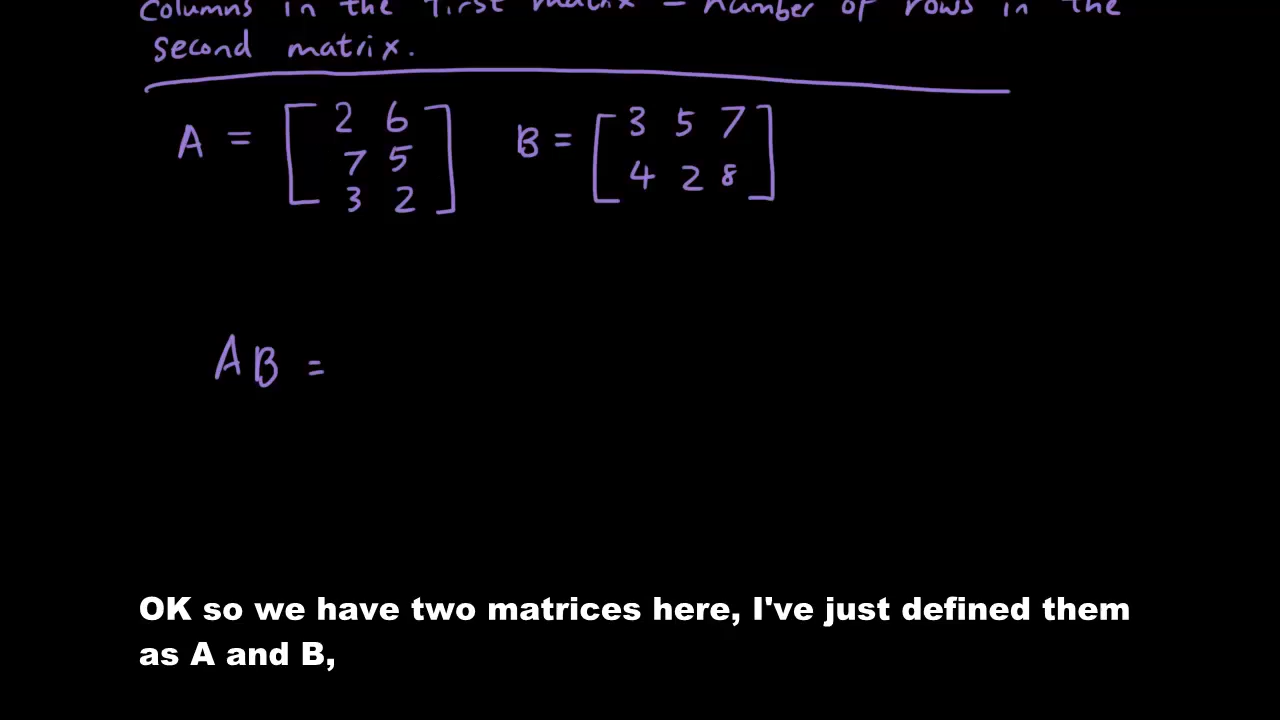 Columns in the first matrix = number of rows in the
second matrix.
A = [ 2 6 B = [ 3 5 7 ]
7 5 4 2 8
3 2 ]
AB =
OK so we have two matrices here, I've just defined them
as A and B,